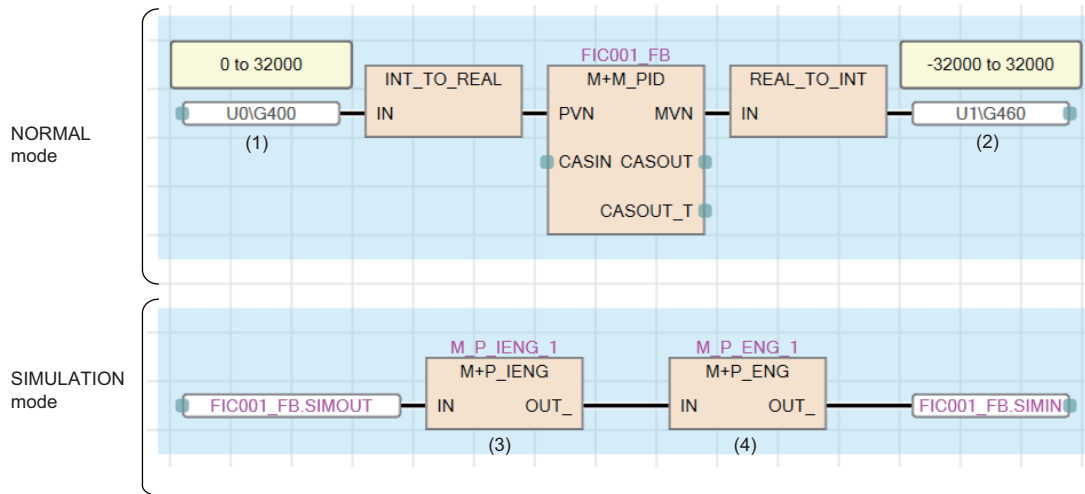 NORMAL
mode
0 to 32000
U0\G400
(1)
INT_TO_REAL
IN
FIC001_FB
M+M_PID
PVN MVN
CASIN CASOUT
CASOUT_T
REAL_TO_INT
IN
-32000 to 32000
U1\G460
(2)
SIMULATION
mode
FIC001_FB.SIMOUT
M_P_IENG_1
M+P_IENG
IN OUT_
(3)
M_P_ENG_1
M+P_ENG
IN OUT_
(4)
FIC001_FB.SIMIN